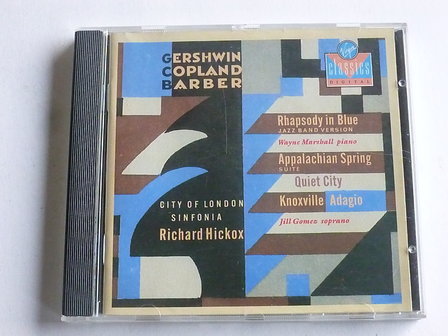 GERSHWIN
COPLAND
BARBER
Virgin
classics
DIGITAL
Rhapsody in Blue
JAZZ BAND VERSION
Wayne Marshall piano
Appalachian Spring
SUITE
Quiet City
Knoxville Adagio
Jill Gomez soprano
CITY OF LONDON
SINFONIA
Richard Hickox